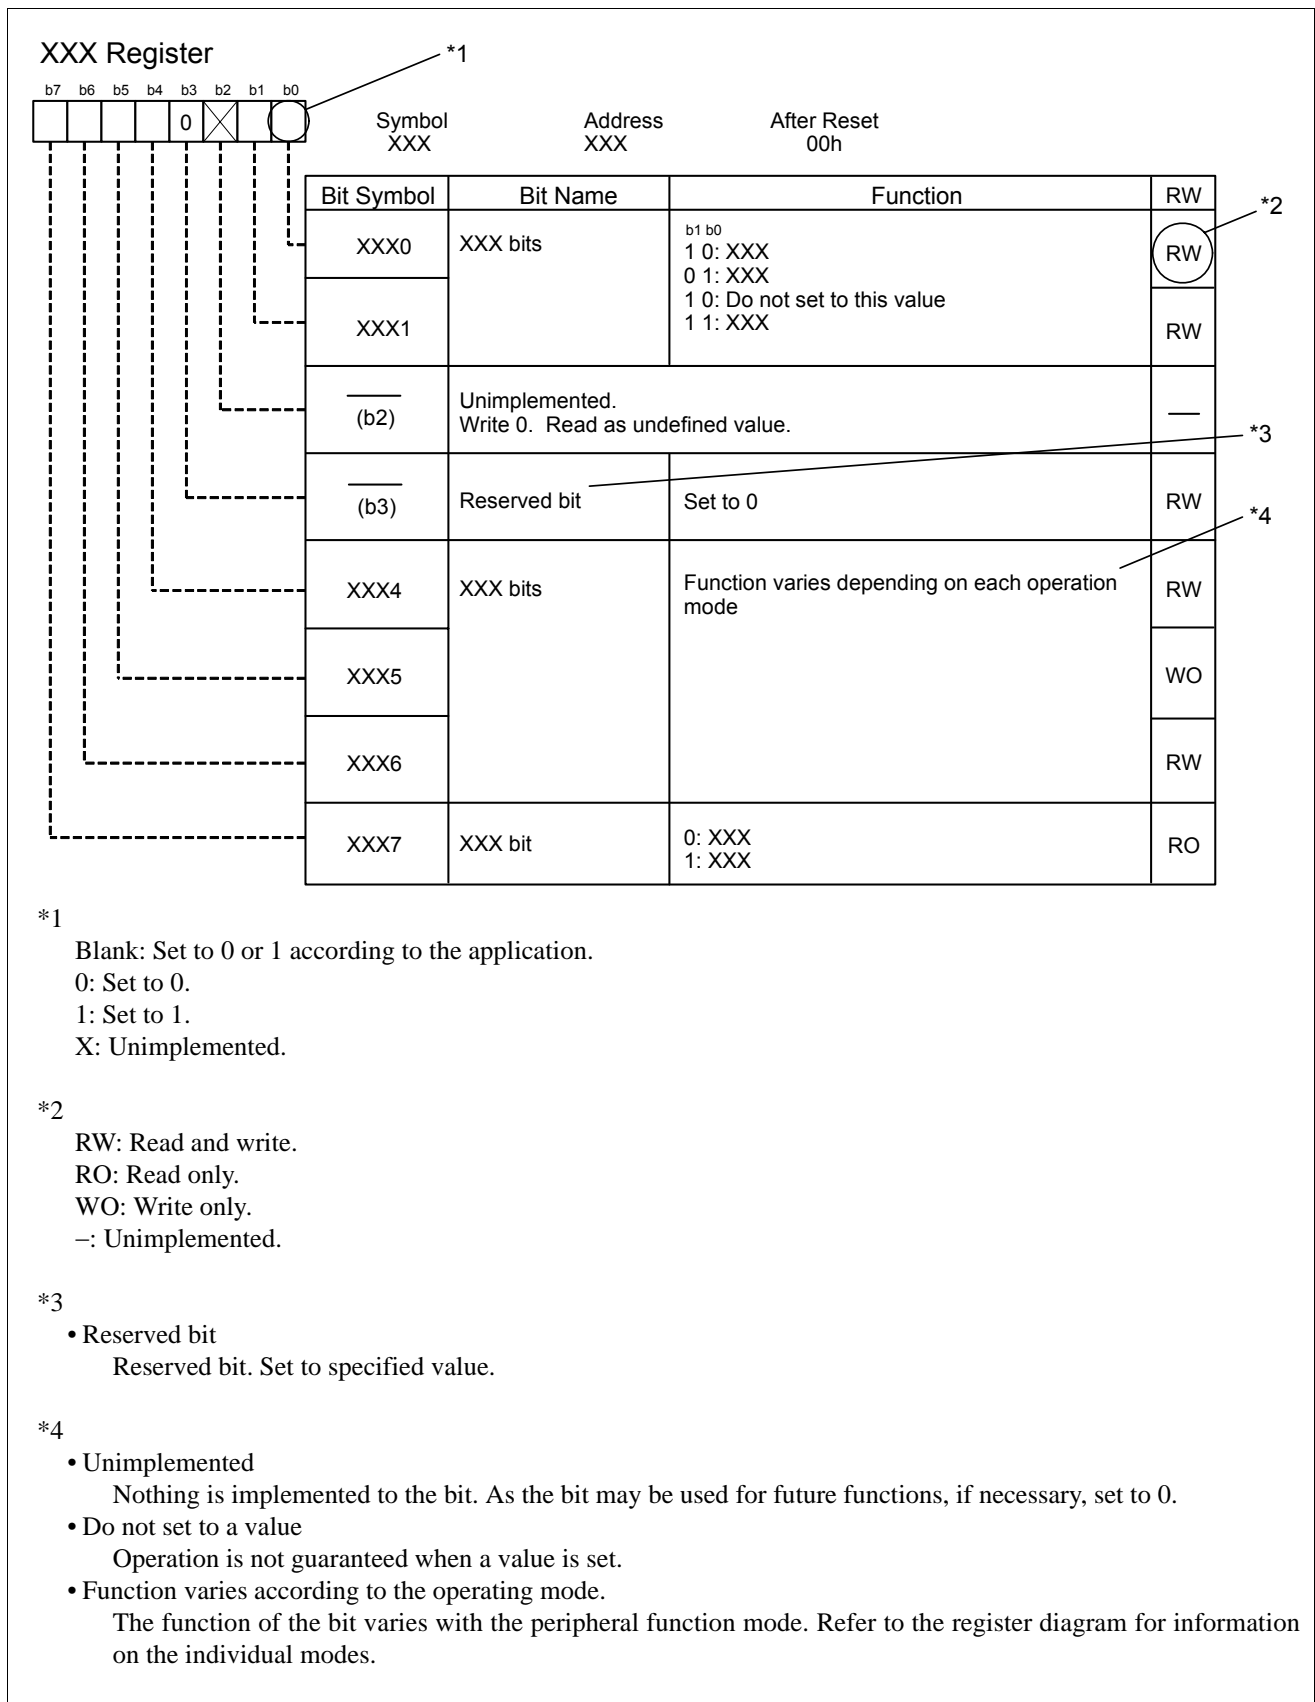 XXX Register
*1
b7 b6 b5 b4 b3 b2 b1 b0
0
Symbol Address After Reset
XXX XXX 00h
Bit Symbol Bit Name Function RW
*2
XXX0 XXX bits
b1 b0
1 0: XXX
0 1: XXX
1 0: Do not set to this value
1 1: XXX
RW
XXX1 RW
(b2)
Unimplemented.
Write 0. Read as undefined value.
—
*3
(b3) Reserved bit Set to 0 RW
*4
XXX4 XXX bits
Function varies depending on each operation
mode
RW
XXX5 WO
XXX6 RW
XXX7 XXX bit
0: XXX
1: XXX
RO
*1
Blank: Set to 0 or 1 according to the application.
0: Set to 0.
1: Set to 1.
X: Unimplemented.
*2
RW: Read and write.
RO: Read only.
WO: Write only.
−: Unimplemented.
*3
• Reserved bit
Reserved bit. Set to specified value.
*4
• Unimplemented
Nothing is implemented to the bit. As the bit may be used for future functions, if necessary, set to 0.
• Do not set to a value
Operation is not guaranteed when a value is set.
• Function varies according to the operating mode.
The function of the bit varies with the peripheral function mode. Refer to the register diagram for information
on the individual modes.